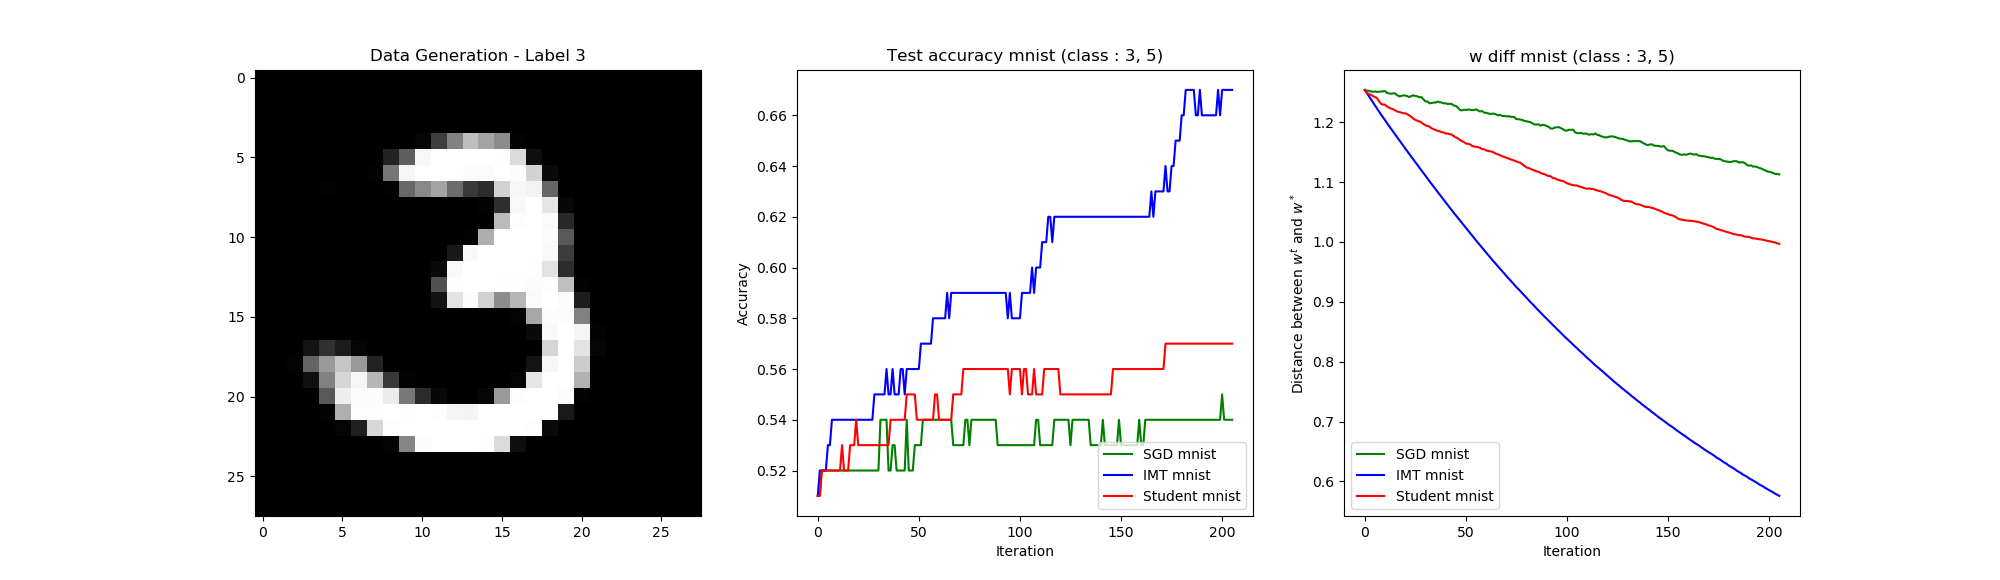 Data Generation - Label 3
0
5
10
15
20
25
0 5 10 15 20 25
Test accuracy mnist (class : 3, 5)
Accuracy
0.66
0.64
0.62
0.60
0.58
0.56
0.54
0.52
SGD mnist
IMT mnist
Student mnist
0 50 100 150 200
Iteration
w diff mnist (class : 3, 5)
Distance between w^t and w^*
1.2
1.1
1.0
0.9
0.8
0.7
0.6
SGD mnist
IMT mnist
Student mnist
0 50 100 150 200
Iteration